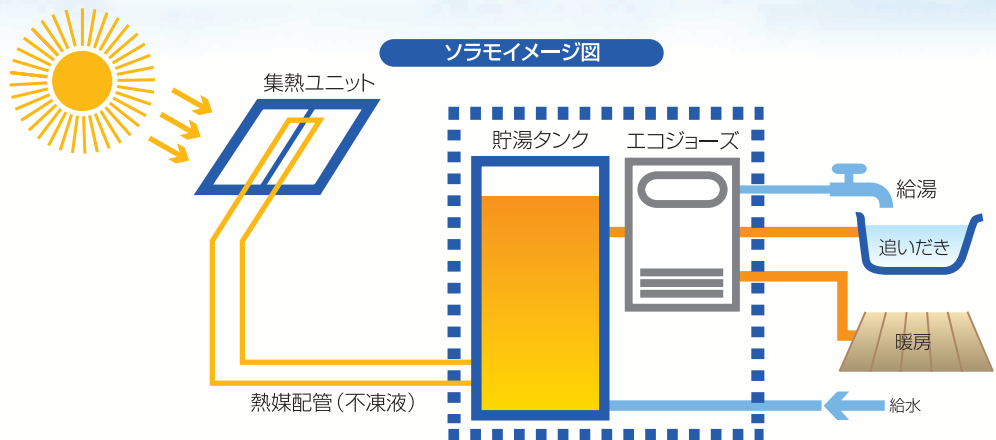 ソラモイメージ図
集熱ユニット
貯湯タンク
エコジョーズ
給湯
追いだき
暖房
熱媒配管（不凍液）
給水